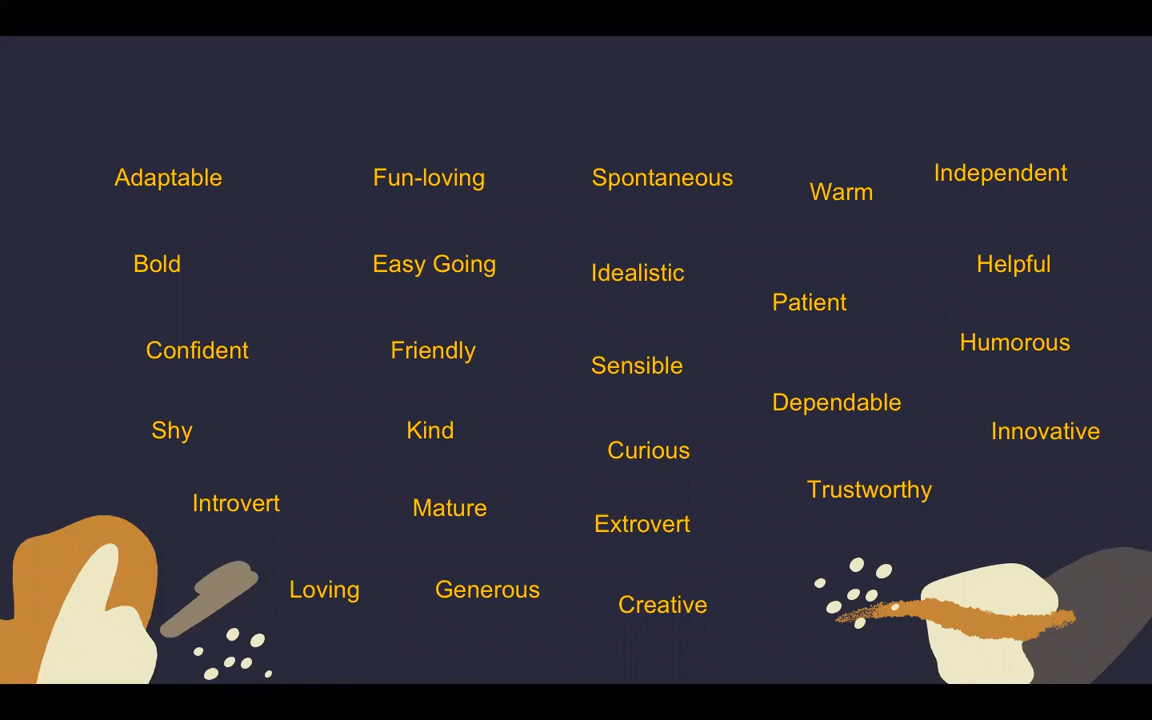 Adaptable
Fun-loving
Spontaneous
Warm
Independent
Bold
Easy Going
Idealistic
Patient
Helpful
Confident
Friendly
Sensible
Dependable
Humorous
Shy
Kind
Curious
Trustworthy
Innovative
Introvert
Mature
Extrovert
Loving
Generous
Creative